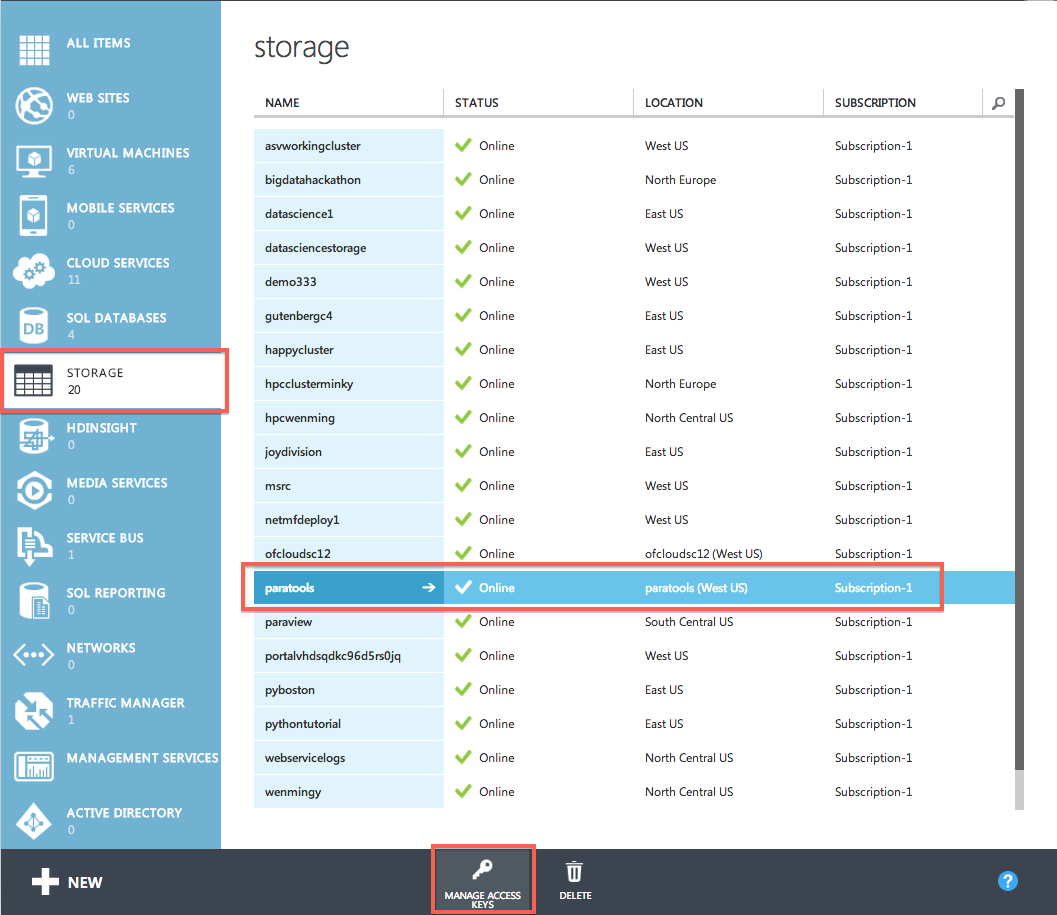 ALL ITEMS
WEB SITES
0
VIRTUAL MACHINES
6
MOBILE SERVICES
0
CLOUD SERVICES
11
SQL DATABASES
4
DB
STORAGE
20
HDINSIGHT
0
MEDIA SERVICES
0
SERVICE BUS
1
SQL REPORTING
0
NETWORKS
0
TRAFFIC MANAGER
1
MANAGEMENT SERVICES
ACTIVE DIRECTORY
0
storage
NAME STATUS LOCATION SUBSCRIPTION
asvworkingcluster Online West US Subscription-1
bigdatahackathon Online North Europe Subscription-1
datascience1 Online East US Subscription-1
datasciencestorage Online West US Subscription-1
demo333 Online West US Subscription-1
gutenbergc4 Online East US Subscription-1
happycluster Online East US Subscription-1
hpcclusterminky Online North Europe Subscription-1
hpcwenming Online North Central US Subscription-1
joydivision Online East US Subscription-1
msrc Online West US Subscription-1
netmfdeploy1 Online West US Subscription-1
ofcloudsc12 Online ofcloudsc12 (West US) Subscription-1
paratools Online paratools (West US) Subscription-1
paraview Online South Central US Subscription-1
portalvhdsqdkc96d5rs0jq Online West US Subscription-1
pyboston Online East US Subscription-1
pythontutorial Online East US Subscription-1
webservicelogs Online North Central US Subscription-1
wenmingy Online North Central US Subscription-1
NEW
MANAGE ACCESS
KEYS
DELETE
?